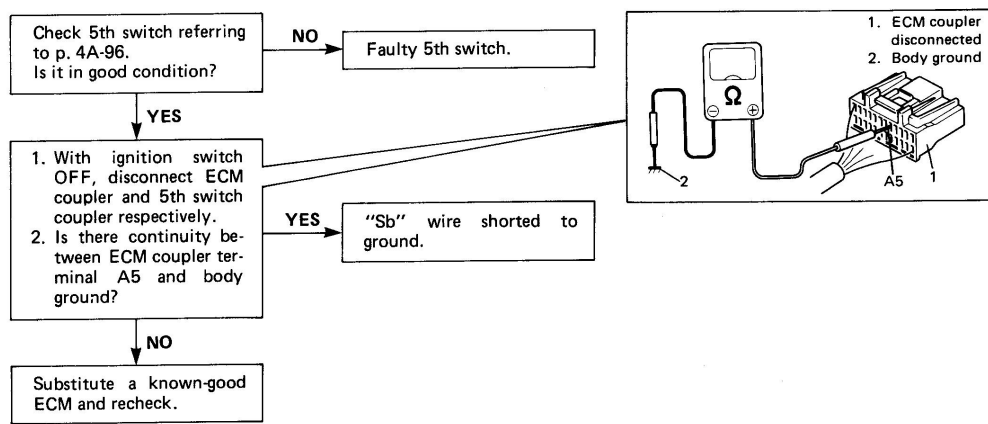 Check 5th switch referring
to p. 4A-96.
Is it in good condition?
NO
Faulty 5th switch.
YES
1. With ignition switch
OFF, disconnect ECM
coupler and 5th switch
coupler respectively.
2. Is there continuity be-
tween ECM coupler ter-
minal A5 and body
ground?
YES
"Sb" wire shorted to
ground.
NO
Substitute a known-good
ECM and recheck.
1. ECM coupler
disconnected
2. Body ground
Ω
⊖ ⊕
2
A5
1